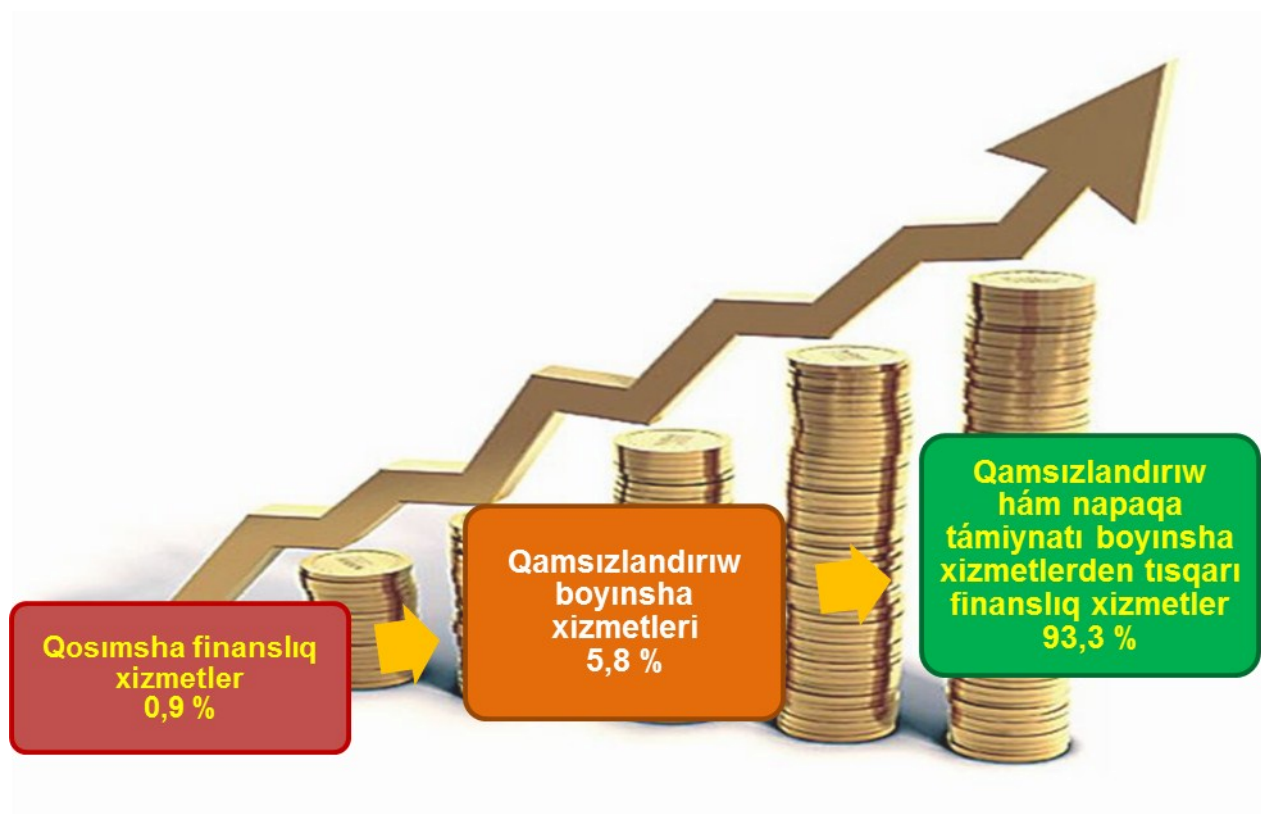 Qosımsha finanslıq
xizmetler
0,9 %
Qamsızlandırıw
boyınsha
xizmetleri
5,8 %
Qamsızlandırıw
hám napaqa
támiynatı boyınsha
xizmetlerden tısqarı
finanslıq xizmetler
93,3 %